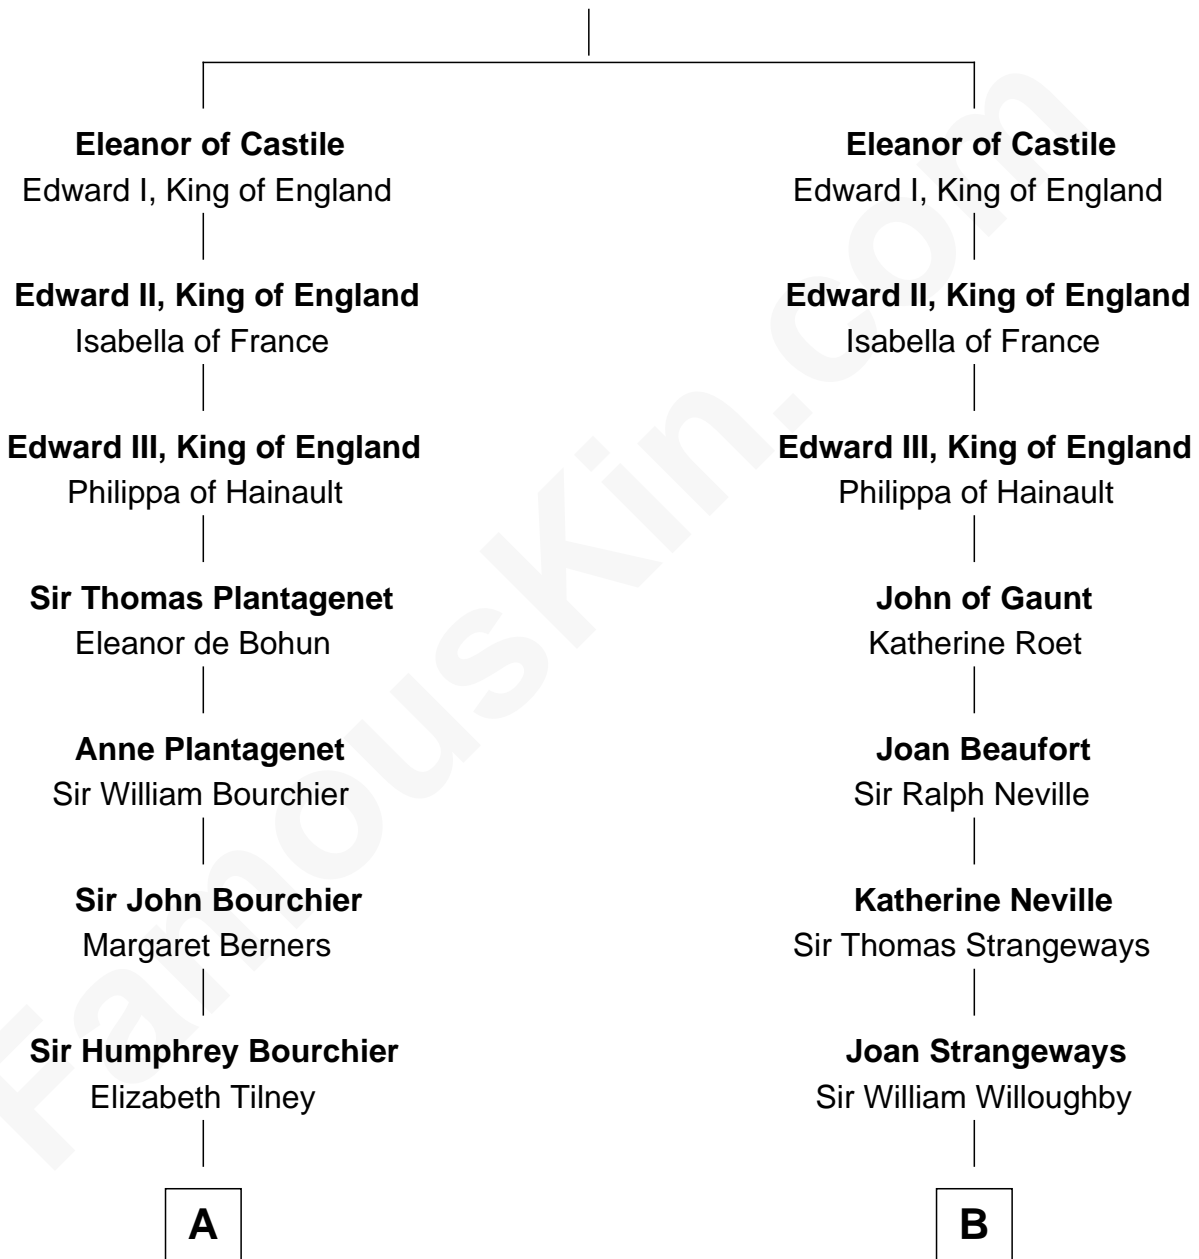 Eleanor of Castile
Edward I, King of England
Edward II, King of England
Isabella of France
Edward III, King of England
Philippa of Hainault
Sir Thomas Plantagenet
Eleanor de Bohun
Anne Plantagenet
Sir William Bourchier
Sir John Bourchier
Margaret Berners
Sir Humphrey Bourchier
Elizabeth Tilney
A
Eleanor of Castile
Edward I, King of England
Edward II, King of England
Isabella of France
Edward III, King of England
Philippa of Hainault
John of Gaunt
Katherine Roet
Joan Beaufort
Sir Ralph Neville
Katherine Neville
Sir Thomas Strangeways
Joan Strangeways
Sir William Willoughby
B
FamousKin.com